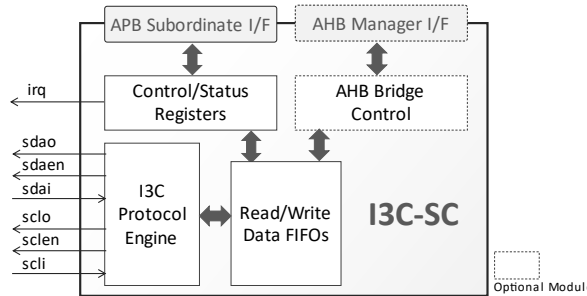 APB Subordinate I/F
AHB Manager I/F
irq
Control/Status
Registers
AHB Bridge
Control
sdao
sdaen
sdai
sclo
sclen
scli
I3C
Protocol
Engine
Read/Write
Data FIFOs
I3C-SC
Optional Modul